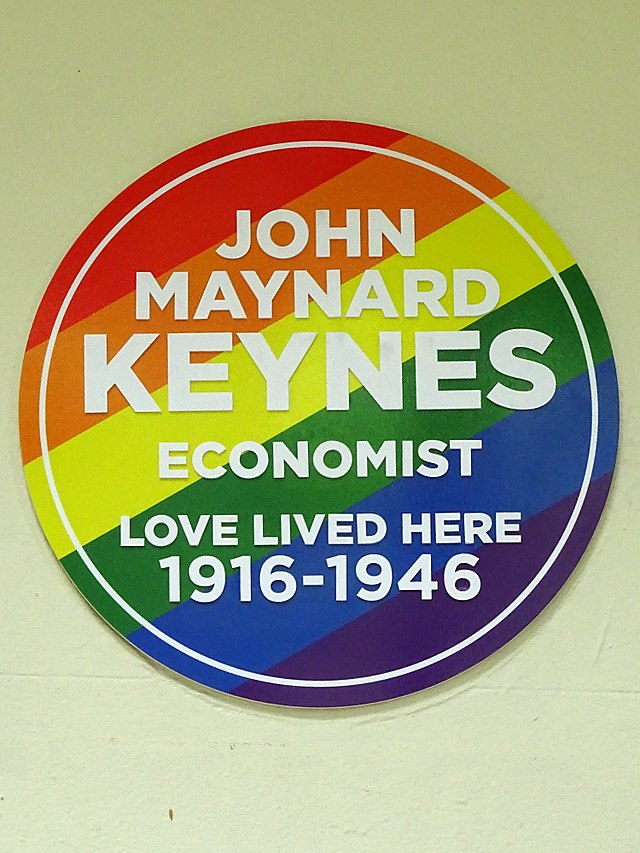 JOHN
MAYNARD
KEYNES
ECONOMIST
LOVE LIVED HERE
1916-1946